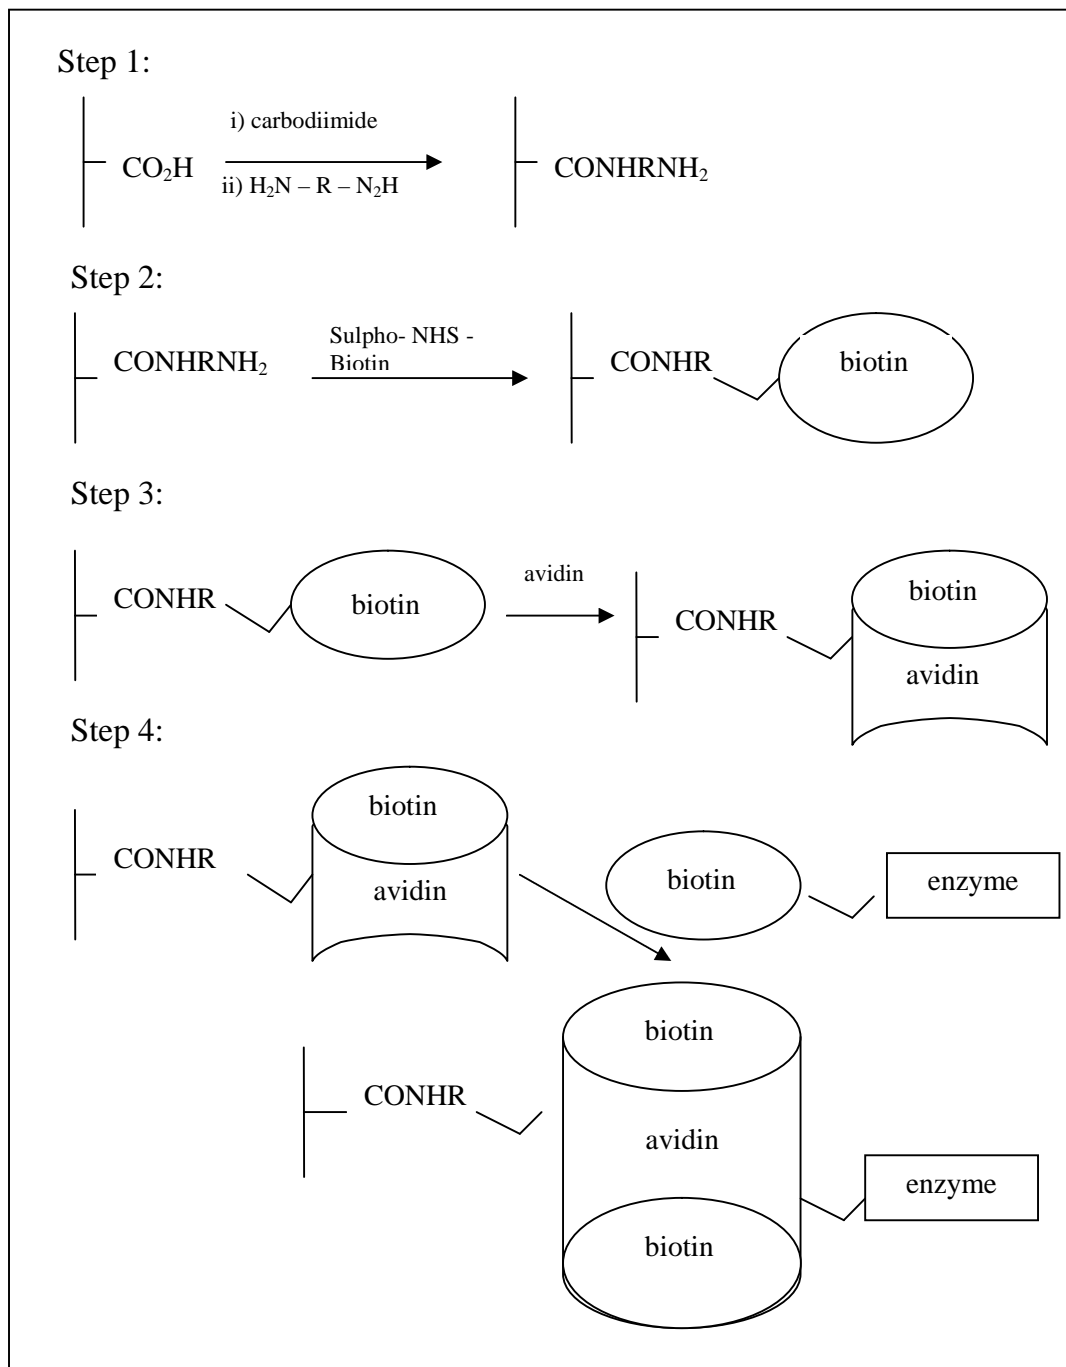 Step 1:
i) carbodiimide
CO₂H
ii) H₂N – R – N₂H
CONHRNH₂
Step 2:
CONHRNH₂
Sulpho- NHS -
Biotin
CONHR
biotin
Step 3:
CONHR
biotin
avidin
CONHR
biotin
avidin
Step 4:
CONHR
biotin
avidin
biotin
enzyme
CONHR
biotin
avidin
biotin
enzyme